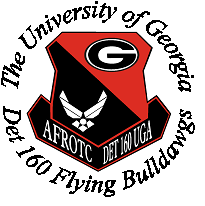 The University of Georgia
G
AFROTC
DET 160 UGA
Det 160 Flying Bulldawgs